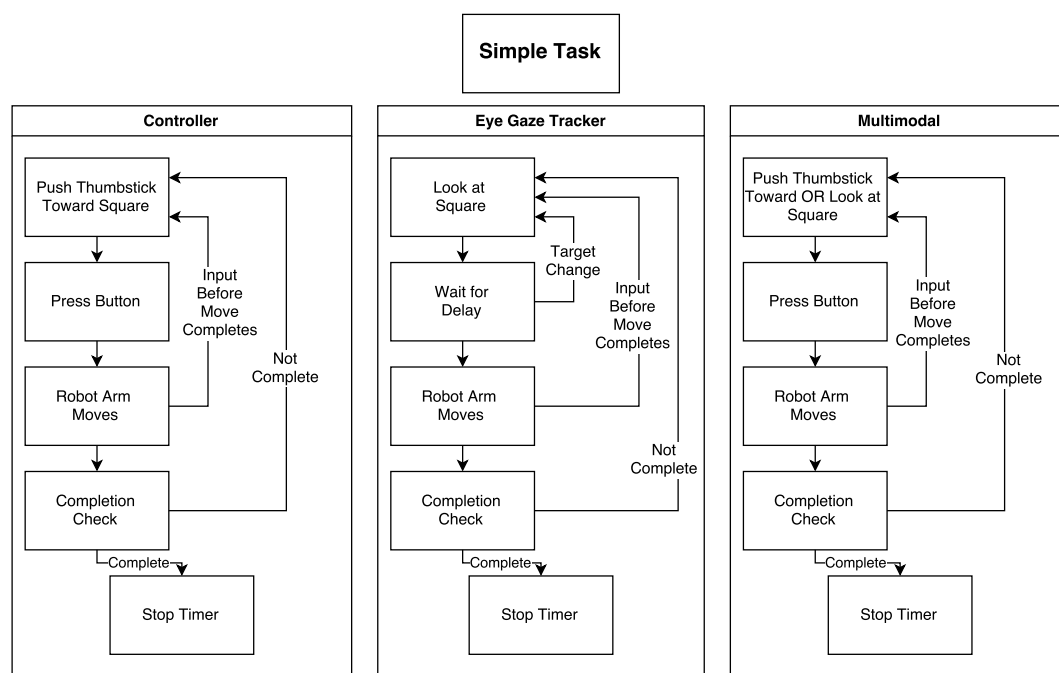 Simple Task
Controller
Push Thumbstick
Toward Square
Press Button
Input
Before
Move
Completes
Not
Complete
Robot Arm
Moves
Completion
Check
Complete
Stop Timer
Eye Gaze Tracker
Look at
Square
Target
Change
Wait for
Delay
Input
Before
Move
Completes
Robot Arm
Moves
Not
Complete
Completion
Check
Complete
Stop Timer
Multimodal
Push Thumbstick
Toward OR Look at
Square
Press Button
Input
Before
Move
Completes
Not
Complete
Robot Arm
Moves
Completion
Check
Complete
Stop Timer